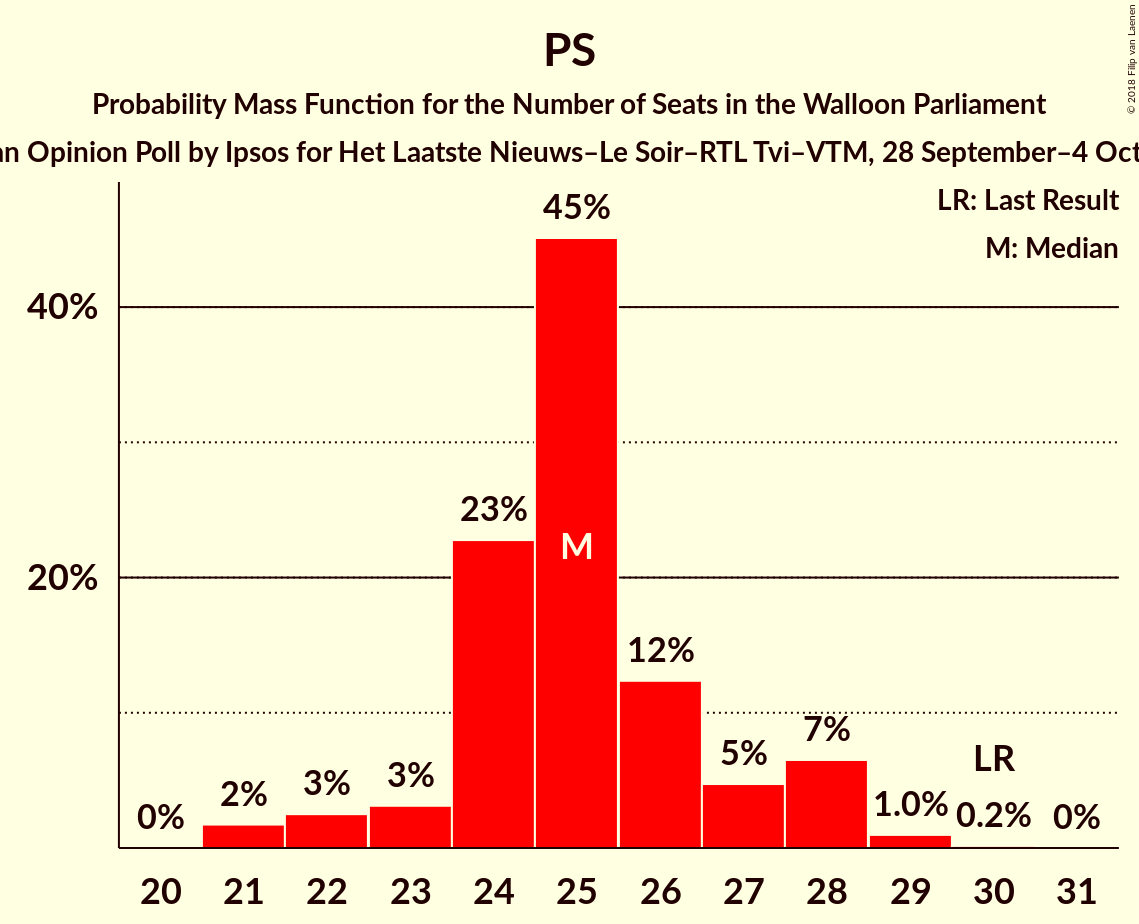 PS
Probability Mass Function for the Number of Seats in the Walloon Parliament
Opinion Poll by Ipsos for Het Laatste Nieuws–Le Soir–RTL Tvi–VTM, 28 September–4
© 2018 Filip van Laenen
LR: Last Result
M: Median
45%
40%
23%
M
20%
12%
7%
5%
LR
3%
3%
2%
1.0%
0.2%
0%
0%
20 21 22 23 24 25 26 27 28 29 30 31